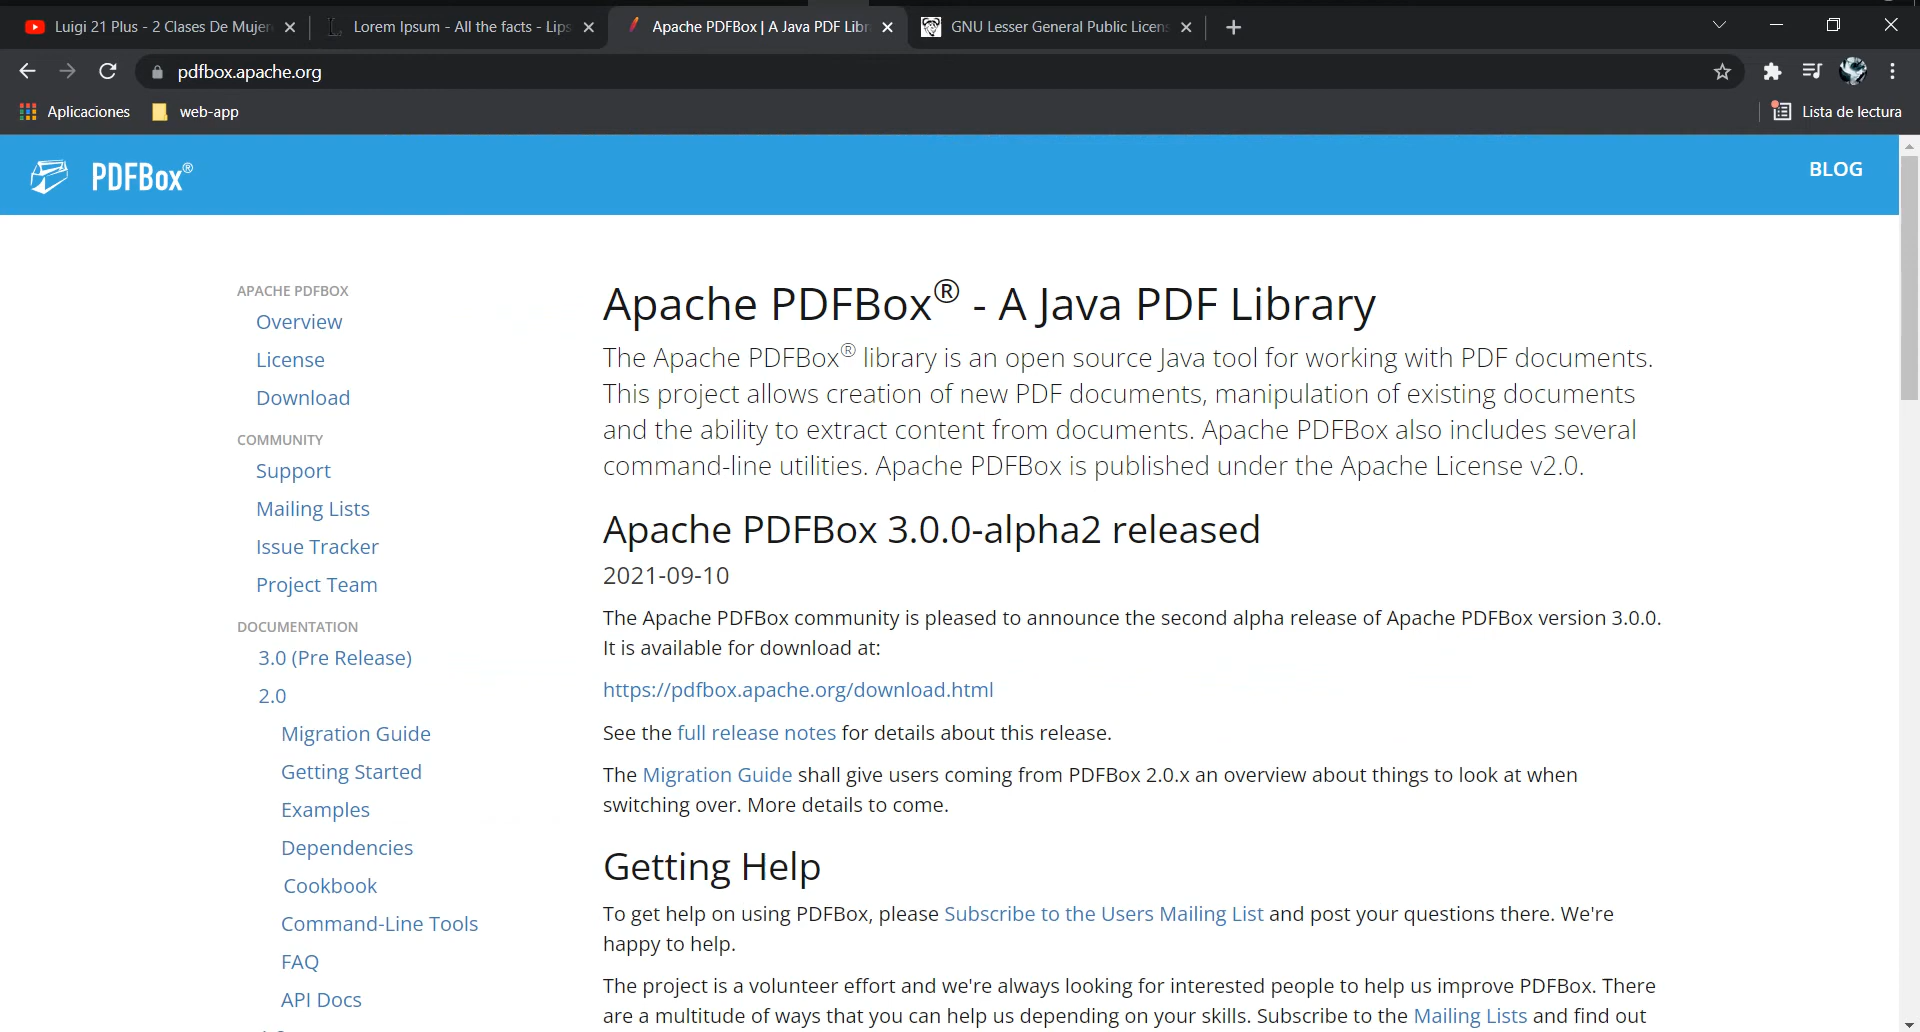 Luigi 21 Plus - 2 Clases De Mujer
Lorem Ipsum - All the facts - Lips
Apache PDFBox | A Java PDF Libr
GNU Lesser General Public Licens
pdfbox.apache.org
Aplicaciones
web-app
Lista de lectura
PDFBox®
BLOG
APACHE PDFBOX
Overview
License
Download
COMMUNITY
Support
Mailing Lists
Issue Tracker
Project Team
DOCUMENTATION
3.0 (Pre Release)
2.0
Migration Guide
Getting Started
Examples
Dependencies
Cookbook
Command-Line Tools
FAQ
API Docs
Apache PDFBox® - A Java PDF Library
The Apache PDFBox® library is an open source Java tool for working with PDF documents.
This project allows creation of new PDF documents, manipulation of existing documents
and the ability to extract content from documents. Apache PDFBox also includes several
command-line utilities. Apache PDFBox is published under the Apache License v2.0.
Apache PDFBox 3.0.0-alpha2 released
2021-09-10
The Apache PDFBox community is pleased to announce the second alpha release of Apache PDFBox version 3.0.0.
It is available for download at:
https://pdfbox.apache.org/download.html
See the full release notes for details about this release.
The Migration Guide shall give users coming from PDFBox 2.0.x an overview about things to look at when
switching over. More details to come.
Getting Help
To get help on using PDFBox, please Subscribe to the Users Mailing List and post your questions there. We're
happy to help.
The project is a volunteer effort and we're always looking for interested people to help us improve PDFBox. There
are a multitude of ways that you can help us depending on your skills. Subscribe to the Mailing Lists and find out